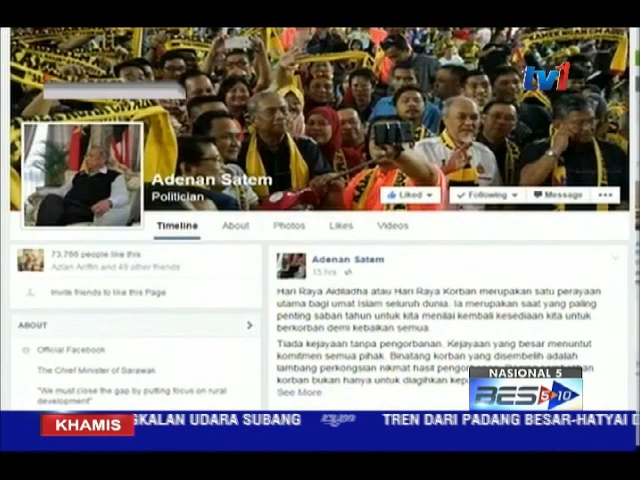 tv1
Adenan Satem
Politician
Liked
Following
Message
Timeline
About
Photos
Likes
Videos
73,766 people like this
Azlan Ariffin and 49 other friends
Invite friends to like this Page
ABOUT
Official Facebook
The Chief Minister of Sarawak
"We must close the gap by putting focus on rural
development"
Adenan Satem
15 hrs
Hari Raya Aidiladha atau Hari Raya Korban merupakan satu perayaan
utama bagi umat Islam seluruh dunia. Ia merupakan saat yang paling
penting saban tahun untuk kita menilai kembali kesediaan kita untuk
berkorban demi kebaikan semua.
Tiada kejayaan tanpa pengorbanan. Kejayaan yang besar menuntut
komitmen semua pihak. Binatang korban yang disembelih adalah
lambang perkongsian nikmat hasil
korban bukan hanya untuk diagihkan
See More
NASIONAL 5
RES 5 10
KHAMIS
GKALAN UDARA SUBANG
TREN DARI PADANG BESAR-HATYAI D